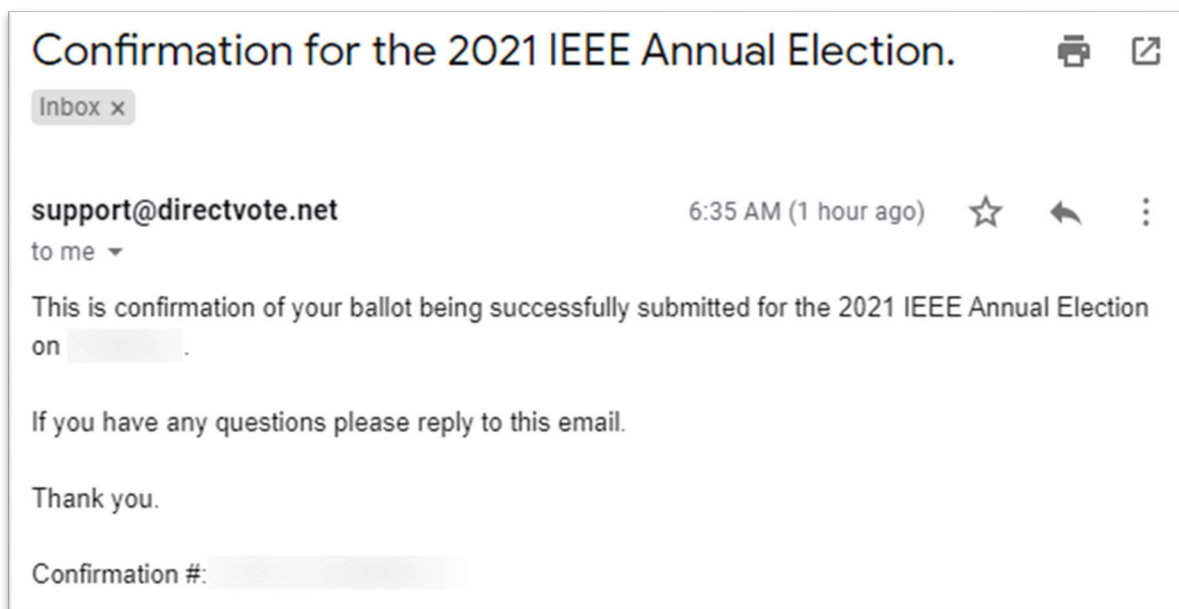 Confirmation for the 2021 IEEE Annual Election.
Inbox ×
support@directvote.net 6:35 AM (1 hour ago)
to me
This is confirmation of your ballot being successfully submitted for the 2021 IEEE Annual Election
on .
If you have any questions please reply to this email.
Thank you.
Confirmation #: